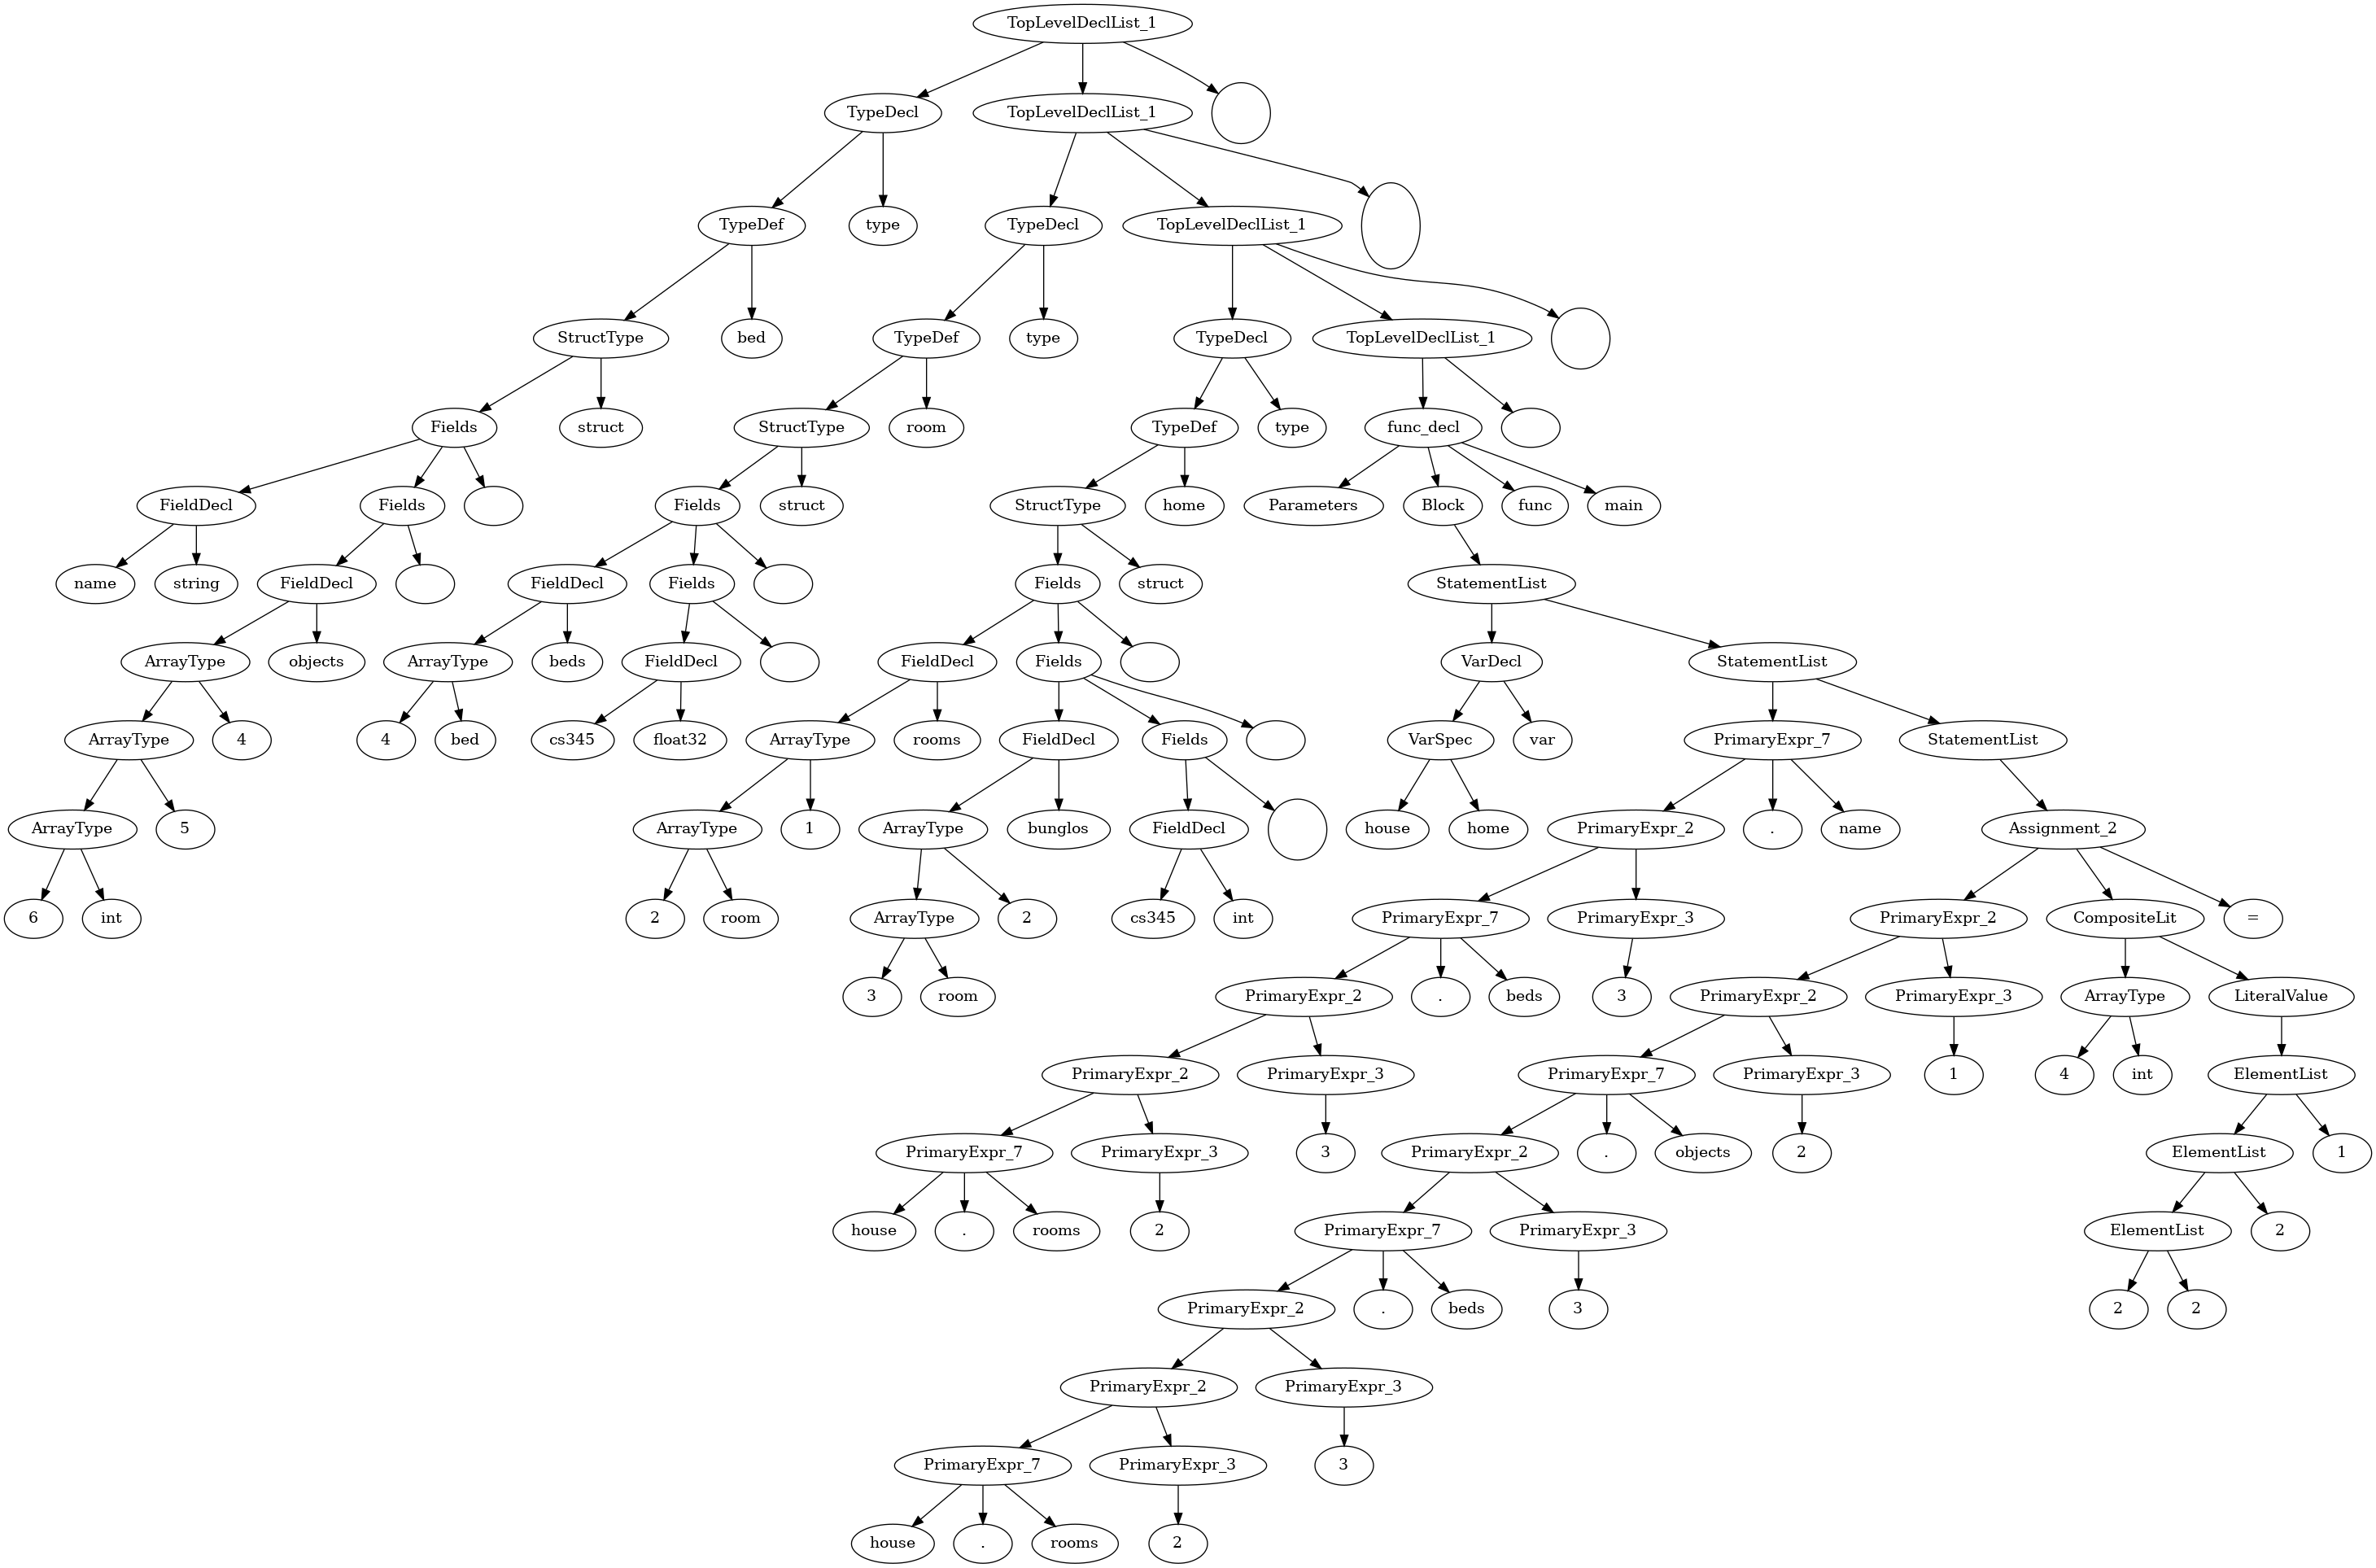 TopLevelDeclList_1
TypeDecl TopLevelDeclList_1
TypeDef type TypeDecl TopLevelDeclList_1
StructType bed TypeDef type TypeDecl TopLevelDeclList_1
Fields struct StructType room TypeDef type func_decl
FieldDecl Fields Fields struct StructType home Parameters Block func main
name string FieldDecl FieldDecl Fields Fields struct StatementList
ArrayType objects ArrayType beds FieldDecl FieldDecl Fields VarDecl StatementList
ArrayType 4 4 bed cs345 float32 ArrayType rooms FieldDecl Fields VarSpec var PrimaryExpr_7 StatementList
ArrayType 5 ArrayType 1 ArrayType bunglos FieldDecl house home PrimaryExpr_2 . name Assignment_2
6 int 2 room ArrayType 2 cs345 int PrimaryExpr_7 PrimaryExpr_3 PrimaryExpr_2 CompositeLit =
3 room PrimaryExpr_2 . beds 3 PrimaryExpr_2 PrimaryExpr_3 ArrayType LiteralValue
PrimaryExpr_2 PrimaryExpr_3 PrimaryExpr_7 PrimaryExpr_3 1 4 int ElementList
PrimaryExpr_7 PrimaryExpr_3 3 PrimaryExpr_2 . objects 2 ElementList 1
house . rooms 2 PrimaryExpr_7 PrimaryExpr_3 ElementList 2
PrimaryExpr_2 . beds 3 2 2
PrimaryExpr_2 PrimaryExpr_3
PrimaryExpr_7 PrimaryExpr_3 3
house . rooms 2